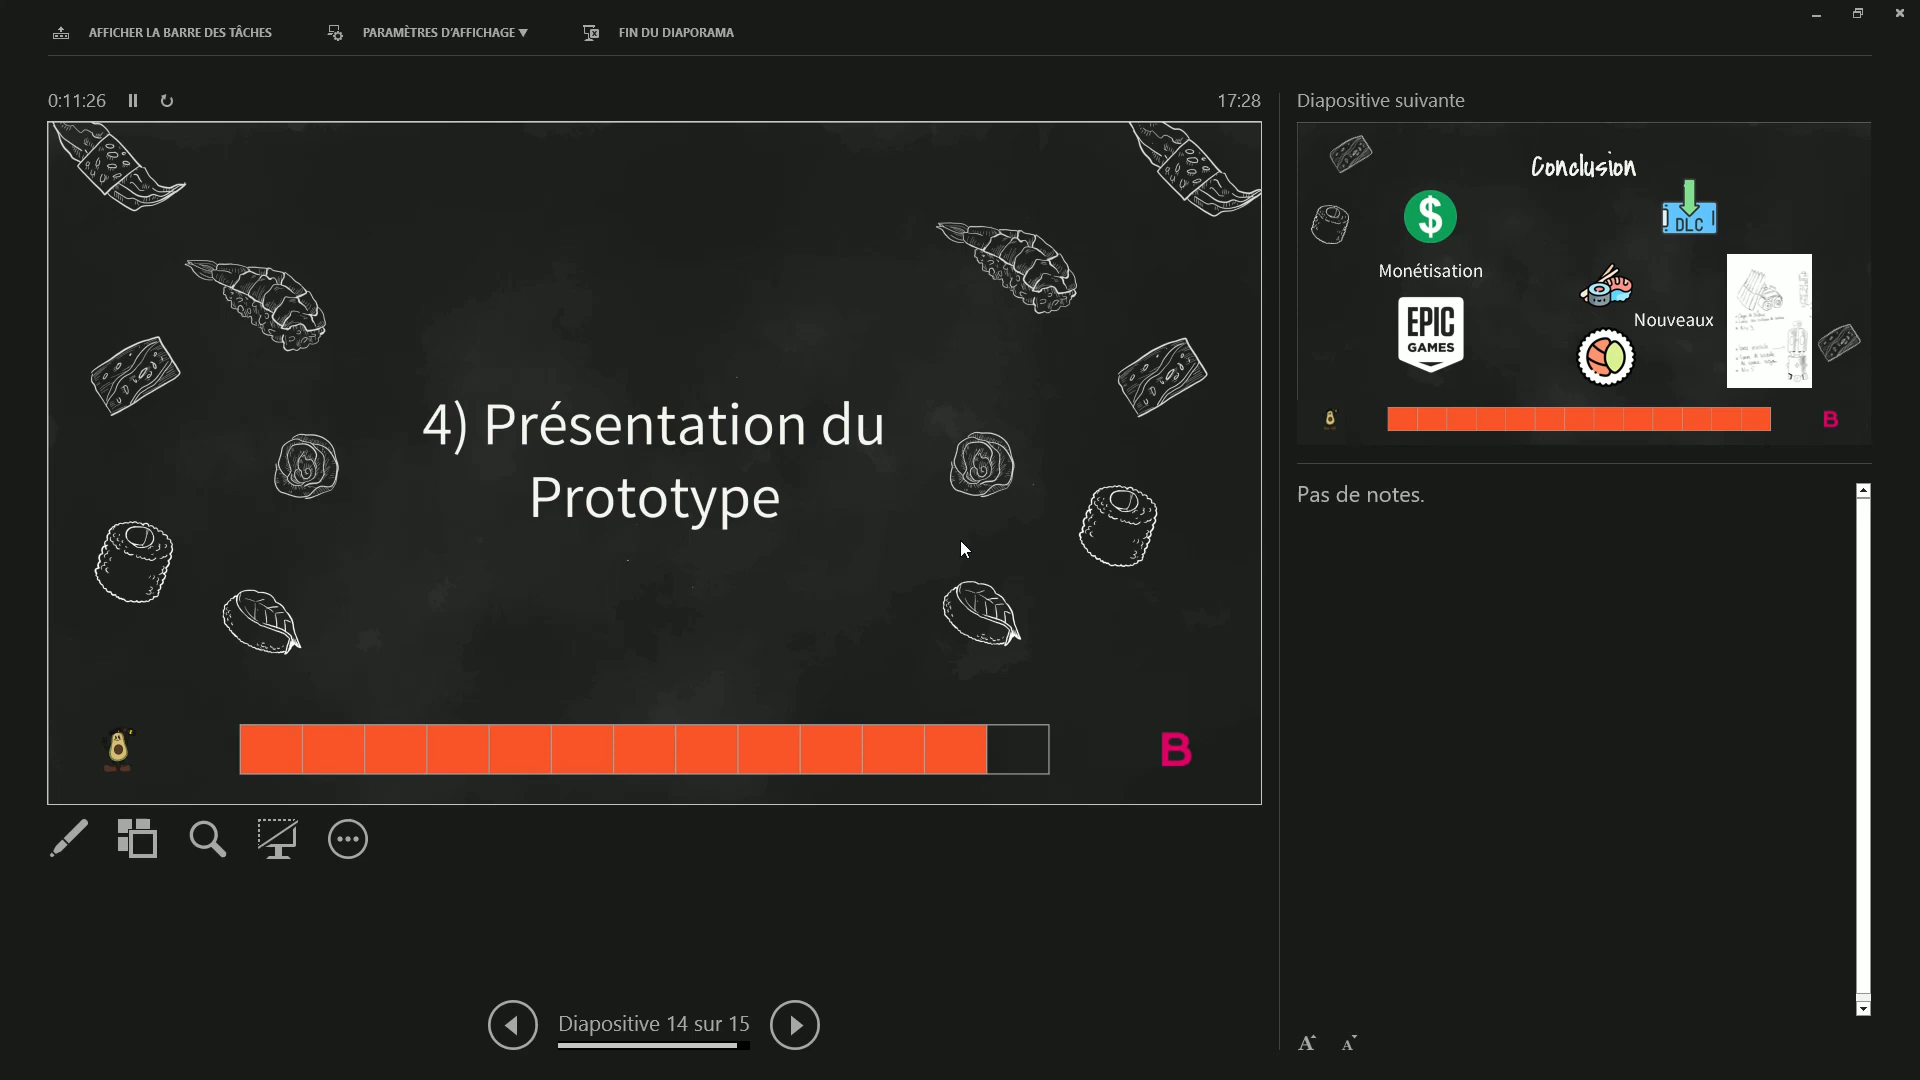 AFFICHER LA BARRE DES TÂCHES
PARAMÈTRES D'AFFICHAGE ▼
FIN DU DIAPORAMA
0:11:26
17:28
4) Présentation du
Prototype
B
Diapositive 14 sur 15
Diapositive suivante
Conclusion
$
DLC
Monétisation
EPIC
GAMES
Nouveaux
B
Pas de notes.
A
A